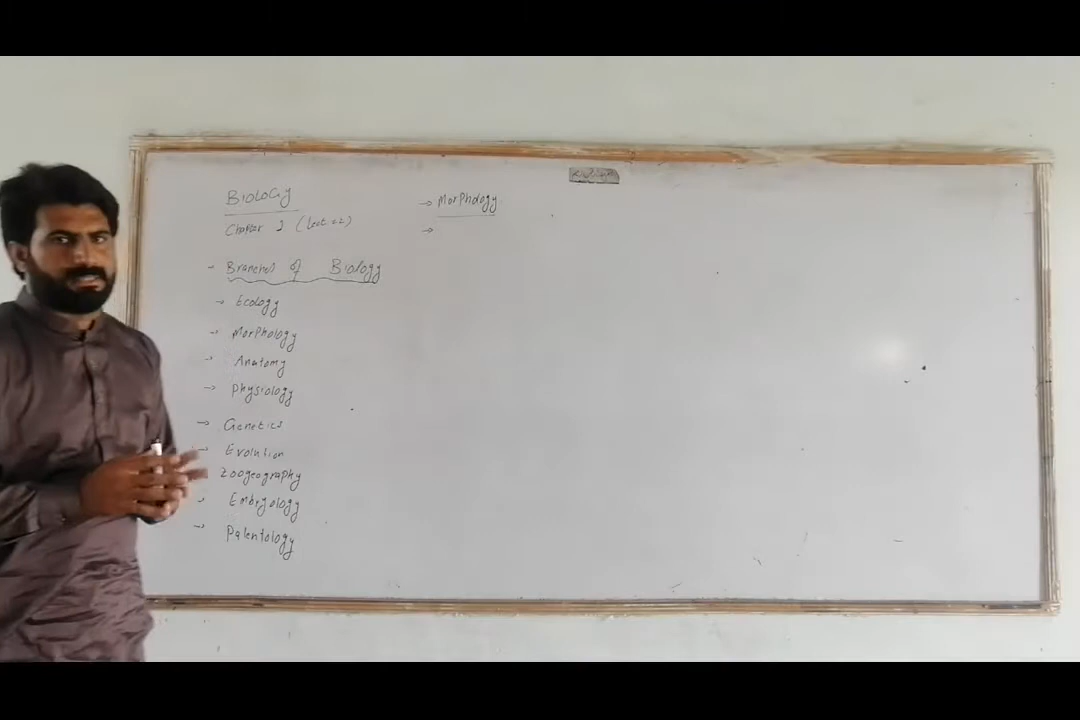 BioloGy
Chapter 1 (Lect 02)
- Branches of Biology
→ Ecology
→ Morphology
→ Anatomy
→ Physiology
→ Genetics
→ Evolution
Zoogeography
→ Embryology
→ Palentology
→ Morphology
→